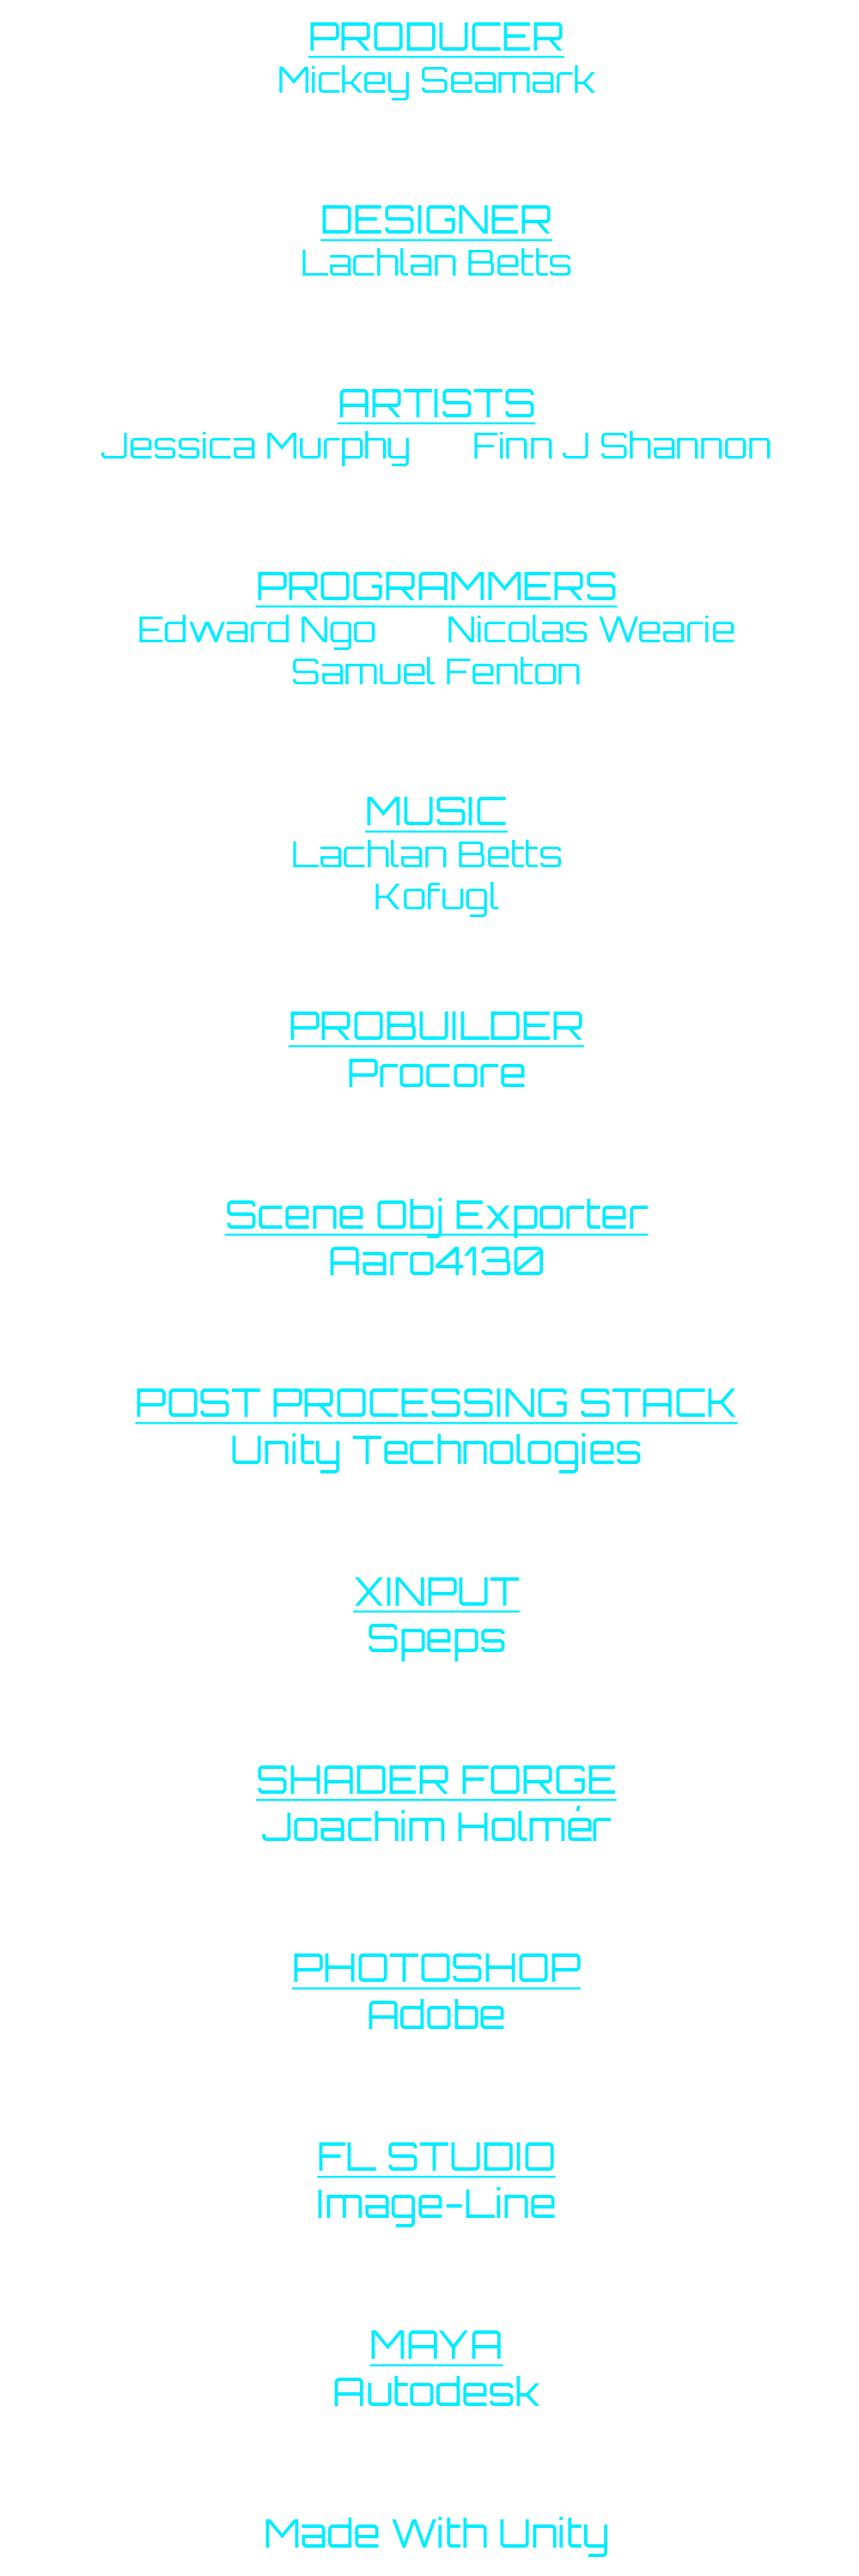 PRODUCER
Mickey Seamark
DESIGNER
Lachlan Betts
ARTISTS
Jessica Murphy Finn J Shannon
PROGRAMMERS
Edward Ngo Nicolas Wearie
Samuel Fenton
MUSIC
Lachlan Betts
Kofugl
PROBUILDER
Procore
Scene Obj Exporter
Aaro4130
POST PROCESSING STACK
Unity Technologies
XINPUT
Speps
SHADER FORGE
Joachim Holmér
PHOTOSHOP
Adobe
FL STUDIO
Image-Line
MAYA
Autodesk
Made With Unity